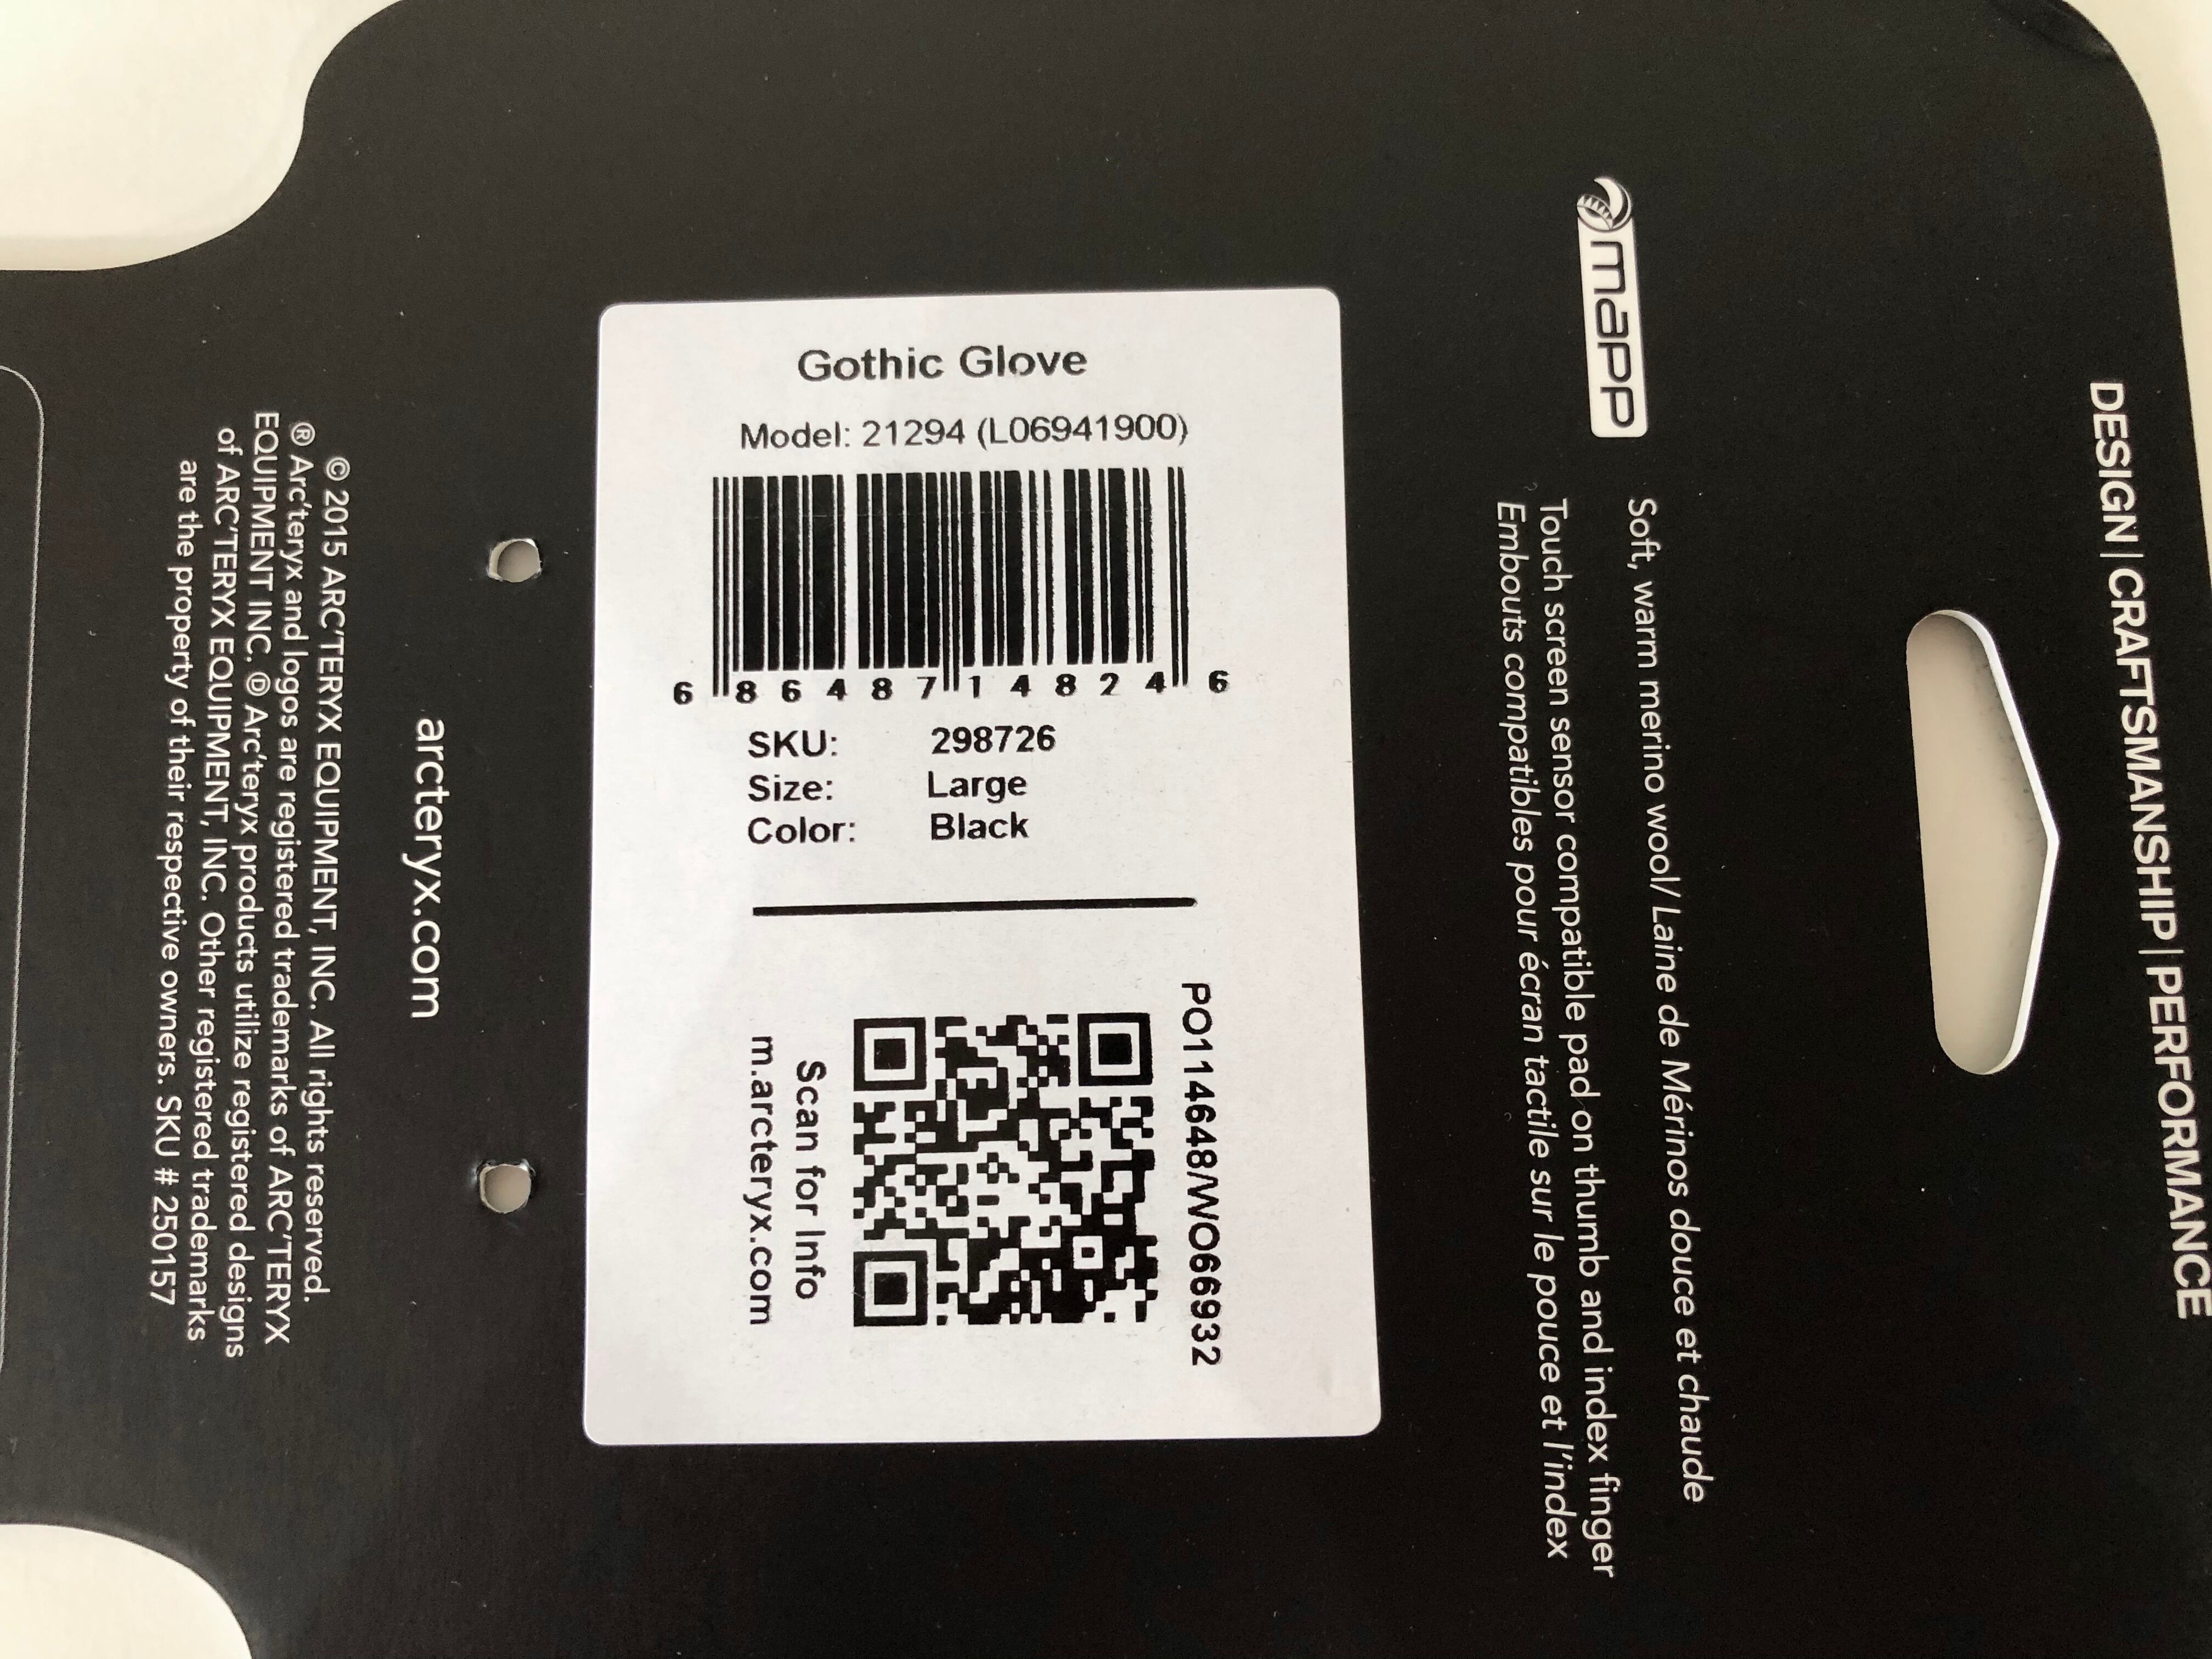 DESIGN | CRAFTSMANSHIP | PERFORMANCE
mapp
Soft, warm merino wool/ Laine de Mérinos douce et chaude
Touch screen sensor compatible pad on thumb and index finger
Embouts compatibles pour écran tactile sur le pouce et l'index
Gothic Glove
Model: 21294 (L06941900)
6 86487 14824 6
SKU: 298726
Size: Large
Color: Black
PO114648/WO66932
Scan for Info
m.arcteryx.com
arcteryx.com
© 2015 ARC'TERYX EQUIPMENT, INC. All rights reserved.
® Arc'teryx and logos are registered trademarks of ARC'TERYX
EQUIPMENT INC. Ⓓ Arc'teryx products utilize registered designs
of ARC'TERYX EQUIPMENT, INC. Other registered trademarks
are the property of their respective owners. SKU # 250157